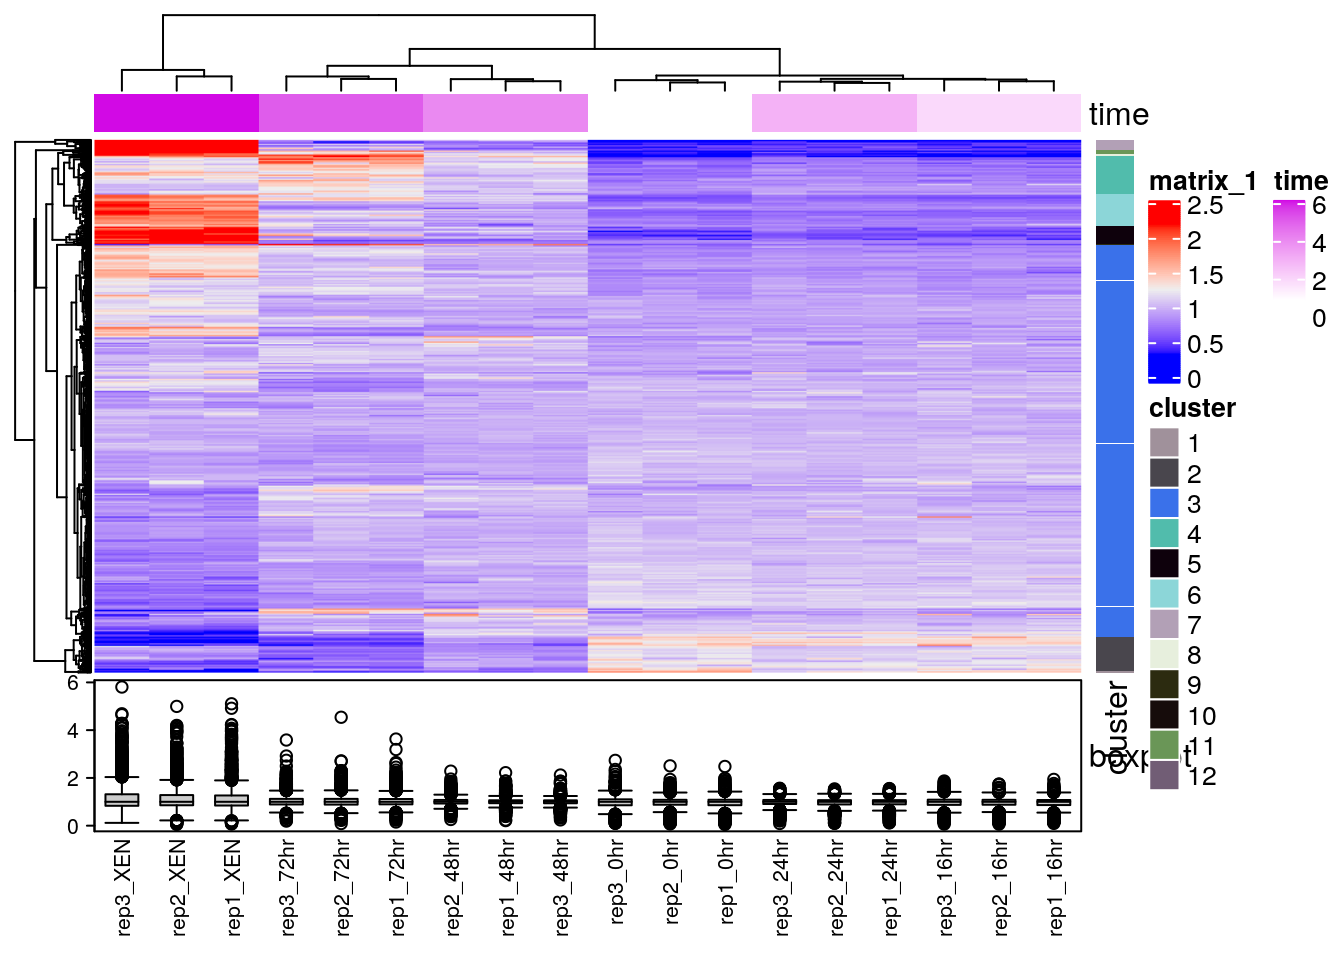 time
matrix_1
2.5
2
1.5
1
0.5
0
time
6
4
2
0
cluster
1
2
3
4
5
6
7
8
9
10
11
12
cluster
boxplot
6
4
2
0
rep3_XEN
rep2_XEN
rep1_XEN
rep3_72hr
rep2_72hr
rep1_72hr
rep2_48hr
rep1_48hr
rep3_48hr
rep3_0hr
rep2_0hr
rep1_0hr
rep3_24hr
rep2_24hr
rep1_24hr
rep3_16hr
rep2_16hr
rep1_16hr